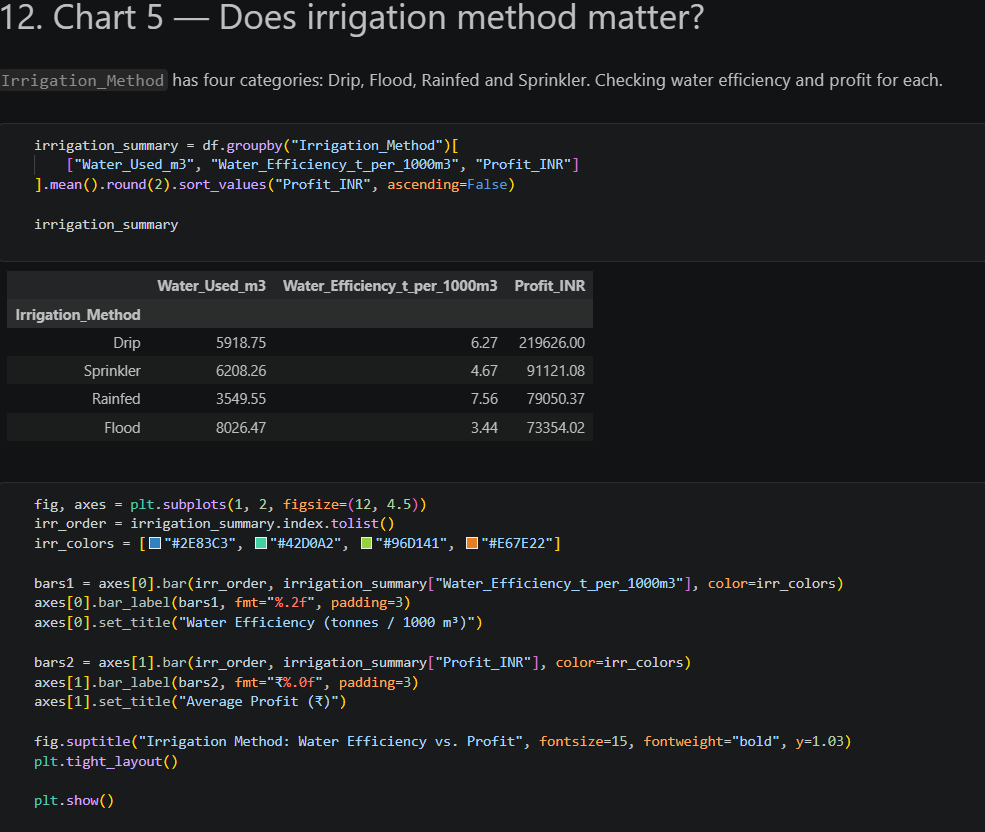 12. Chart 5 — Does irrigation method matter?
Irrigation_Method has four categories: Drip, Flood, Rainfed and Sprinkler. Checking water efficiency and profit for each.
irrigation_summary = df.groupby("Irrigation_Method")[
    ["Water_Used_m3", "Water_Efficiency_t_per_1000m3", "Profit_INR"]
].mean().round(2).sort_values("Profit_INR", ascending=False)
irrigation_summary
Water_Used_m3 Water_Efficiency_t_per_1000m3 Profit_INR
Irrigation_Method
Drip 5918.75 6.27 219626.00
Sprinkler 6208.26 4.67 91121.08
Rainfed 3549.55 7.56 79050.37
Flood 8026.47 3.44 73354.02
fig, axes = plt.subplots(1, 2, figsize=(12, 4.5))
irr_order = irrigation_summary.index.tolist()
irr_colors = ["#2E83C3", "#42D0A2", "#96D141", "#E67E22"]
bars1 = axes[0].bar(irr_order, irrigation_summary["Water_Efficiency_t_per_1000m3"], color=irr_colors)
axes[0].bar_label(bars1, fmt="%.2f", padding=3)
axes[0].set_title("Water Efficiency (tonnes / 1000 m³)")
bars2 = axes[1].bar(irr_order, irrigation_summary["Profit_INR"], color=irr_colors)
axes[1].bar_label(bars2, fmt="₹%.0f", padding=3)
axes[1].set_title("Average Profit (₹)")
fig.suptitle("Irrigation Method: Water Efficiency vs. Profit", fontsize=15, fontweight="bold", y=1.03)
plt.tight_layout()
plt.show()